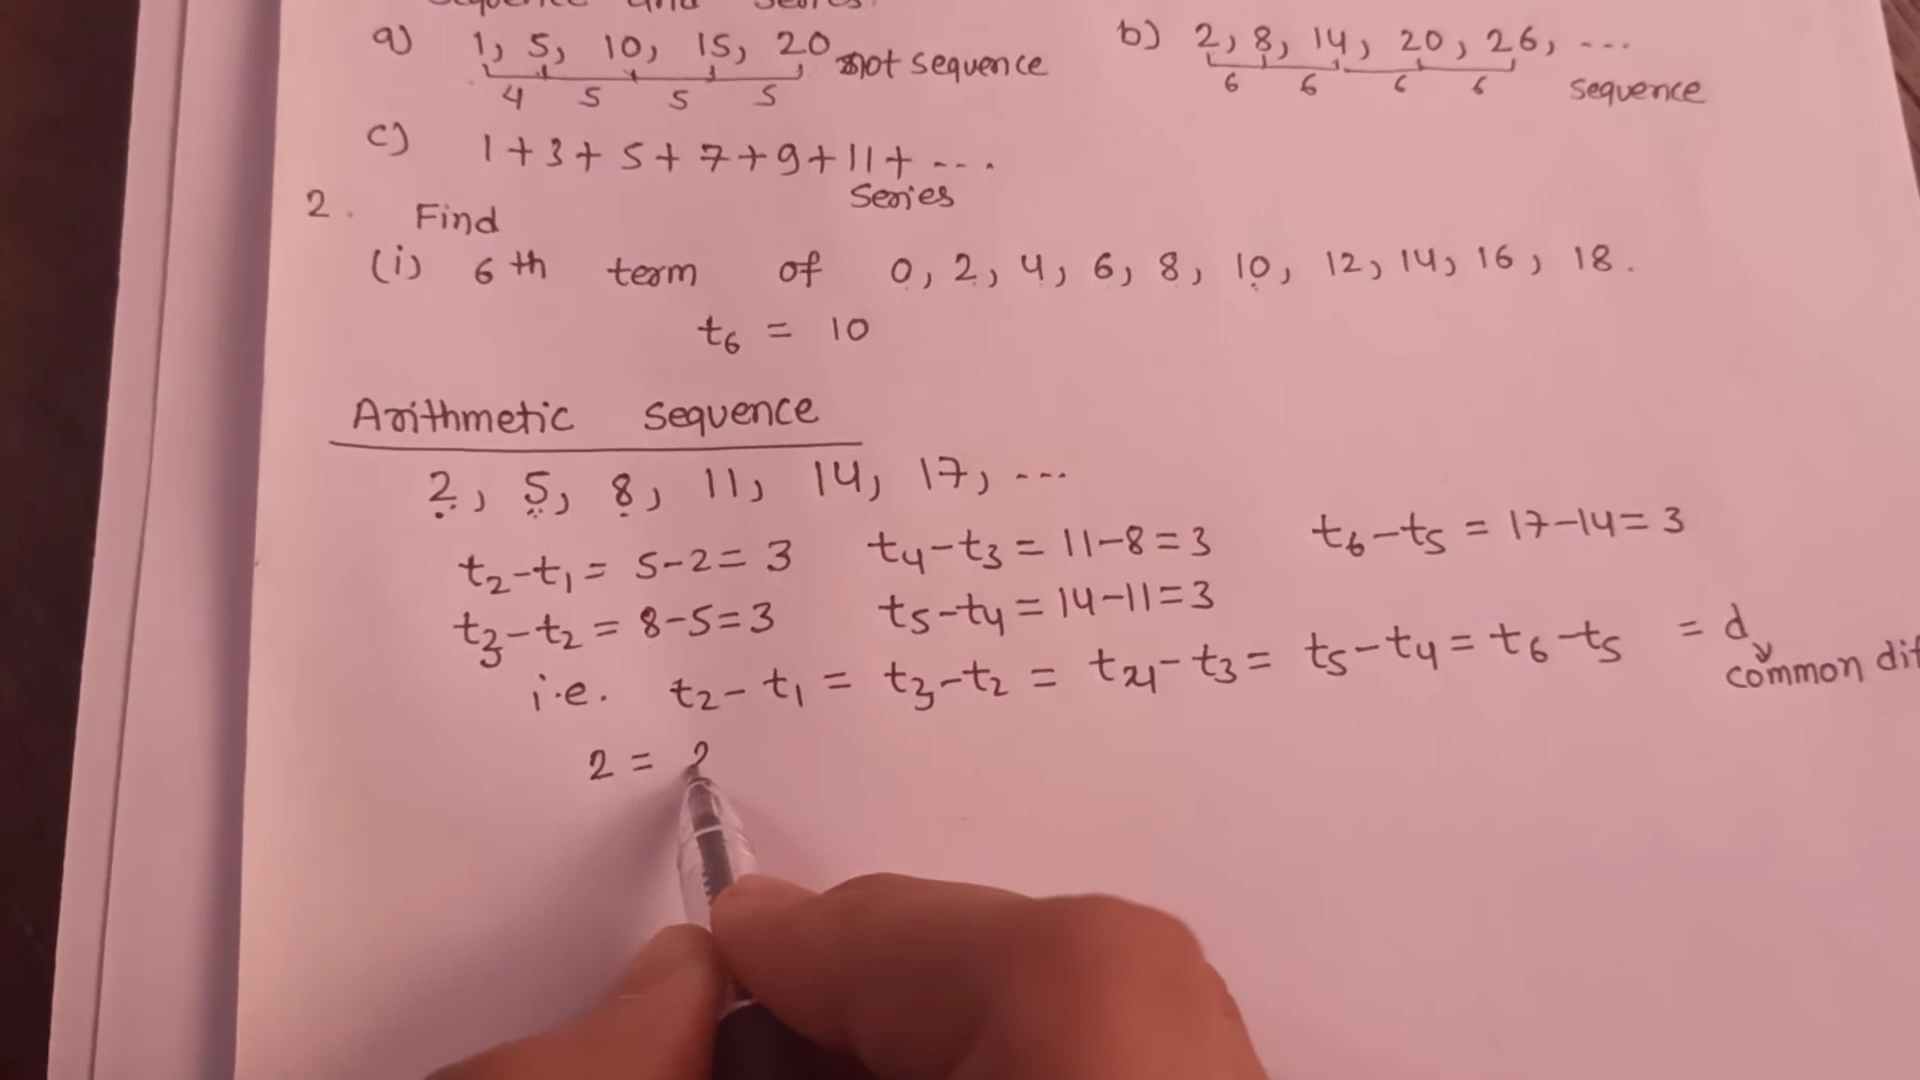 Sequence and Series.
a) 1, 5, 10, 15, 20 not sequence
4 5 5 5
b) 2, 8, 14, 20, 26, ...
6 6 6 6 sequence
c) 1+3+5+7+9+11+ ....
Series
2. Find
(i) 6th term of 0, 2, 4, 6, 8, 10, 12, 14, 16, 18.
t6 = 10
Arithmetic sequence
2, 5, 8, 11, 14, 17, ...
t2-t1 = 5-2= 3 t4-t3 = 11-8=3 t6-t5 = 17-14= 3
t3-t2 = 8-5=3 t5-t4 = 14-11=3
i.e. t2-t1 = t3-t2 = t4-t3 = t5-t4 = t6-t5 = d
common dif
2 = 2